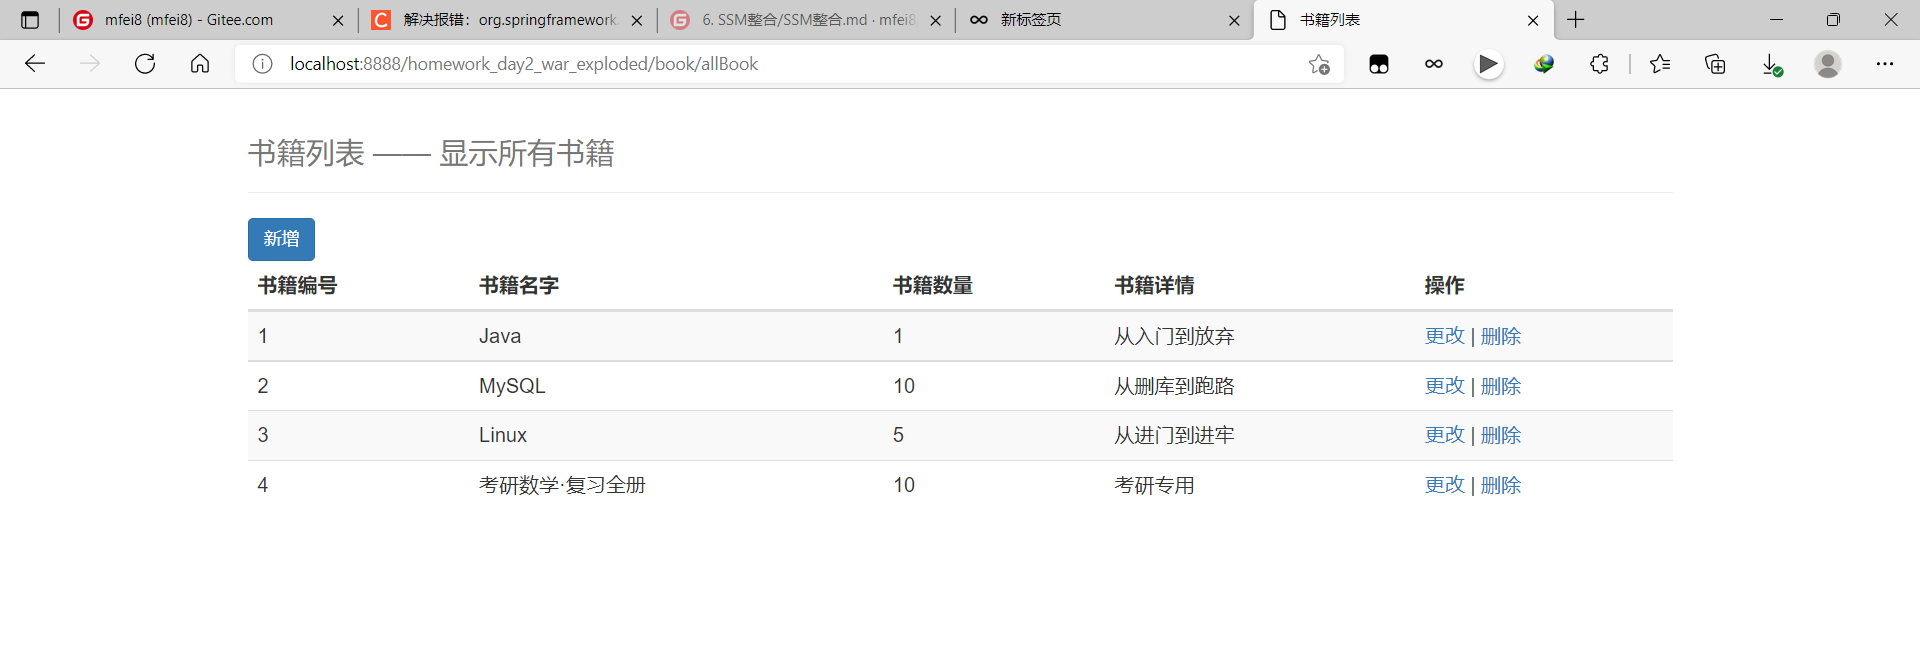 mfei8 (mfei8) - Gitee.com
解决报错：org.springframework.
6. SSM整合/SSM整合.md · mfei8
新标签页
书籍列表
localhost:8888/homework_day2_war_exploded/book/allBook
书籍列表 —— 显示所有书籍
新增
书籍编号 书籍名字 书籍数量 书籍详情 操作
1 Java 1 从入门到放弃 更改 | 删除
2 MySQL 10 从删库到跑路 更改 | 删除
3 Linux 5 从进门到进牢 更改 | 删除
4 考研数学·复习全册 10 考研专用 更改 | 删除